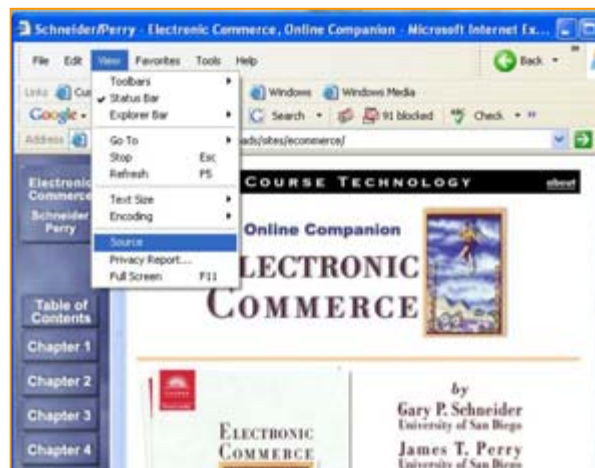 Schneider/Perry - Electronic Commerce, Online Companion - Microsoft Internet Ex...
File Edit View Favorites Tools Help Back
Links Windows Windows Media
Google Search 91 blocked Check
Address ads/sites/ecommerce/
Toolbars
Status Bar
Explorer Bar
Go To
Stop Esc
Refresh F5
Text Size
Encoding
Source
Privacy Report...
Full Screen F11
Electronic
Commerce
Schneider
Perry
Table of
Contents
Chapter 1
Chapter 2
Chapter 3
Chapter 4
COURSE TECHNOLOGY about
Online Companion
LECTRONIC
COMMERCE
ELECTRONIC
COMMERCE
by
Gary P. Schneider
University of San Diego
James T. Perry
University of San Diego